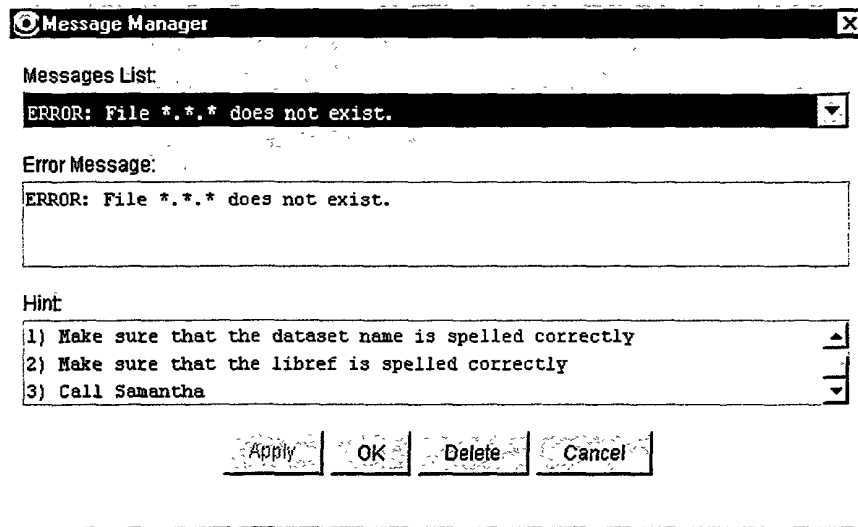 Message Manager
Messages List:
ERROR: File *.*.* does not exist.
Error Message:
ERROR: File *.*.* does not exist.
Hint:
1) Make sure that the dataset name is spelled correctly
2) Make sure that the libref is spelled correctly
3) Call Samantha
Apply OK Delete Cancel